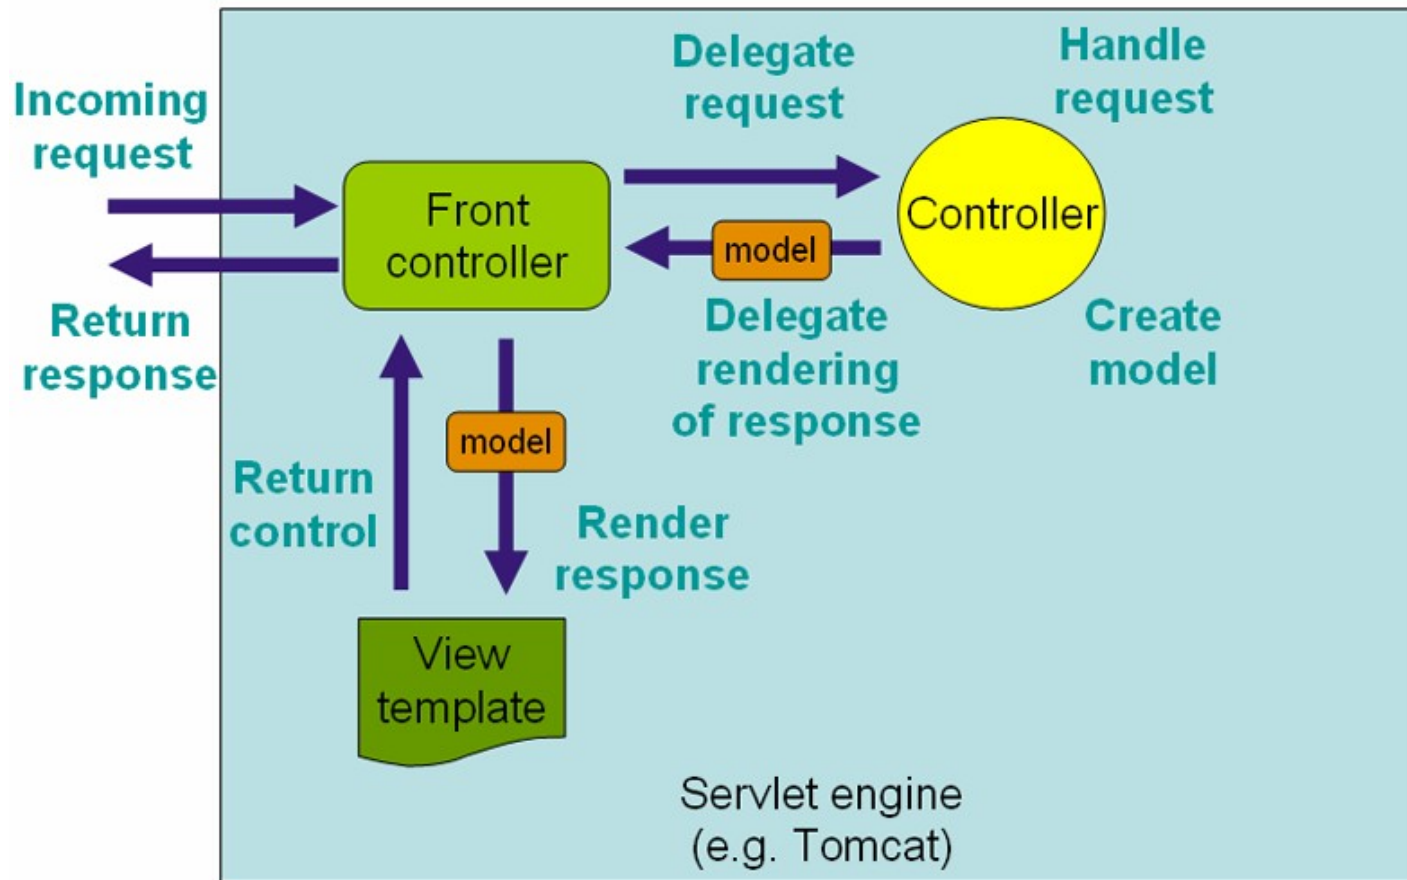 Incoming
request
Return
response
Front
controller
Delegate
request
Handle
request
Controller
Create
model
model
Delegate
rendering
of response
model
Render
response
Return
control
View
template
Servlet engine
(e.g. Tomcat)